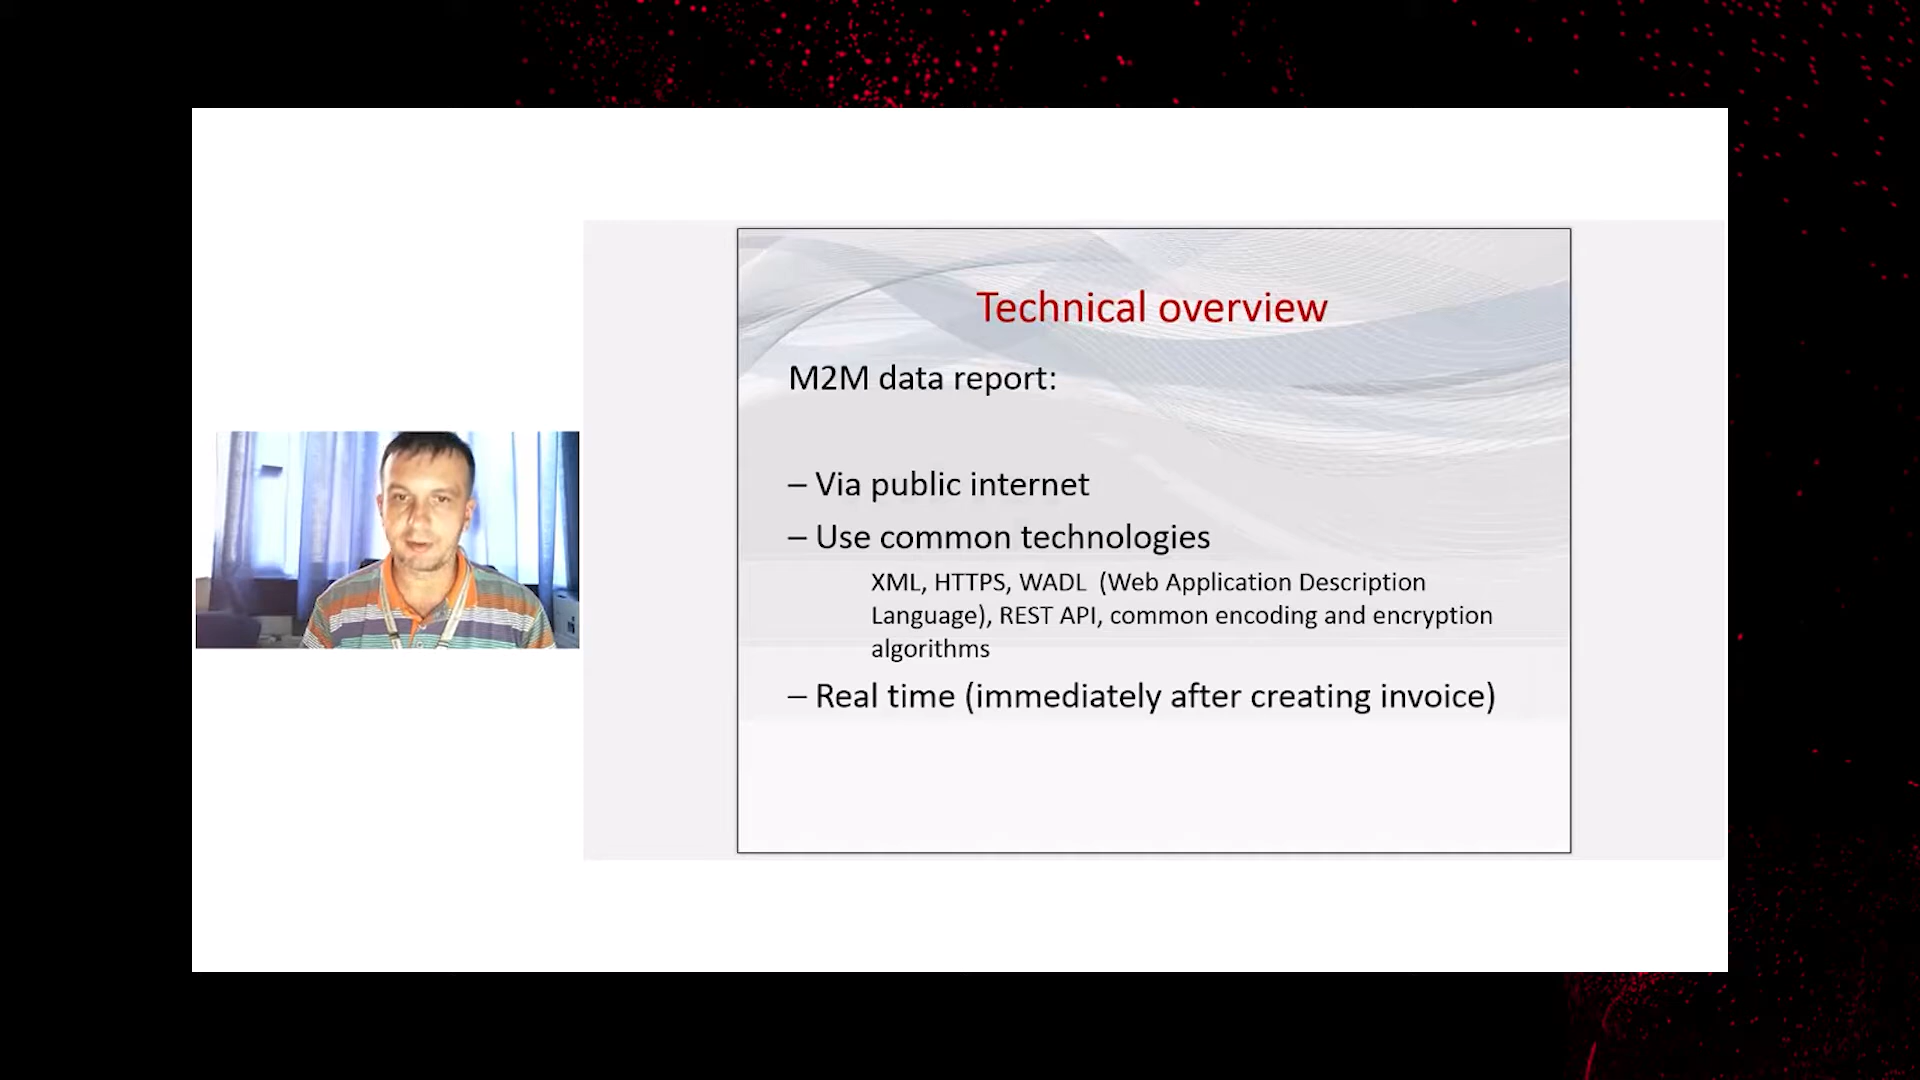 Technical overview
M2M data report:
– Via public internet
– Use common technologies
XML, HTTPS, WADL (Web Application Description
Language), REST API, common encoding and encryption
algorithms
– Real time (immediately after creating invoice)